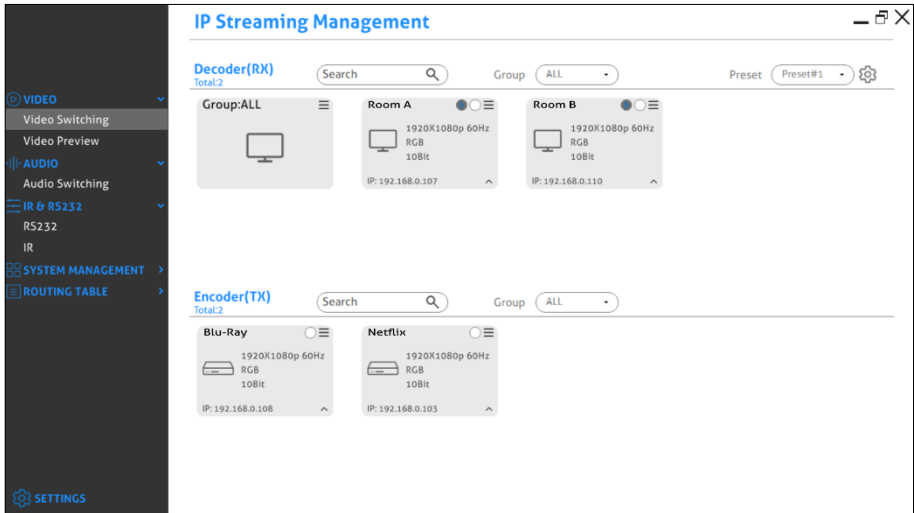 IP Streaming Management
Decoder(RX)
Total:2
Search
Group
ALL
Preset
Preset#1
VIDEO
Video Switching
Video Preview
AUDIO
Audio Switching
IR & RS232
RS232
IR
SYSTEM MANAGEMENT
ROUTING TABLE
SETTINGS
Group:ALL
Room A
1920X1080p 60Hz
RGB
10Bit
IP: 192.168.0.107
Room B
1920X1080p 60Hz
RGB
10Bit
IP: 192.168.0.110
Encoder(TX)
Total:2
Search
Group
ALL
Blu-Ray
1920X1080p 60Hz
RGB
10Bit
IP: 192.168.0.108
Netflix
1920X1080p 60Hz
RGB
10Bit
IP: 192.168.0.103